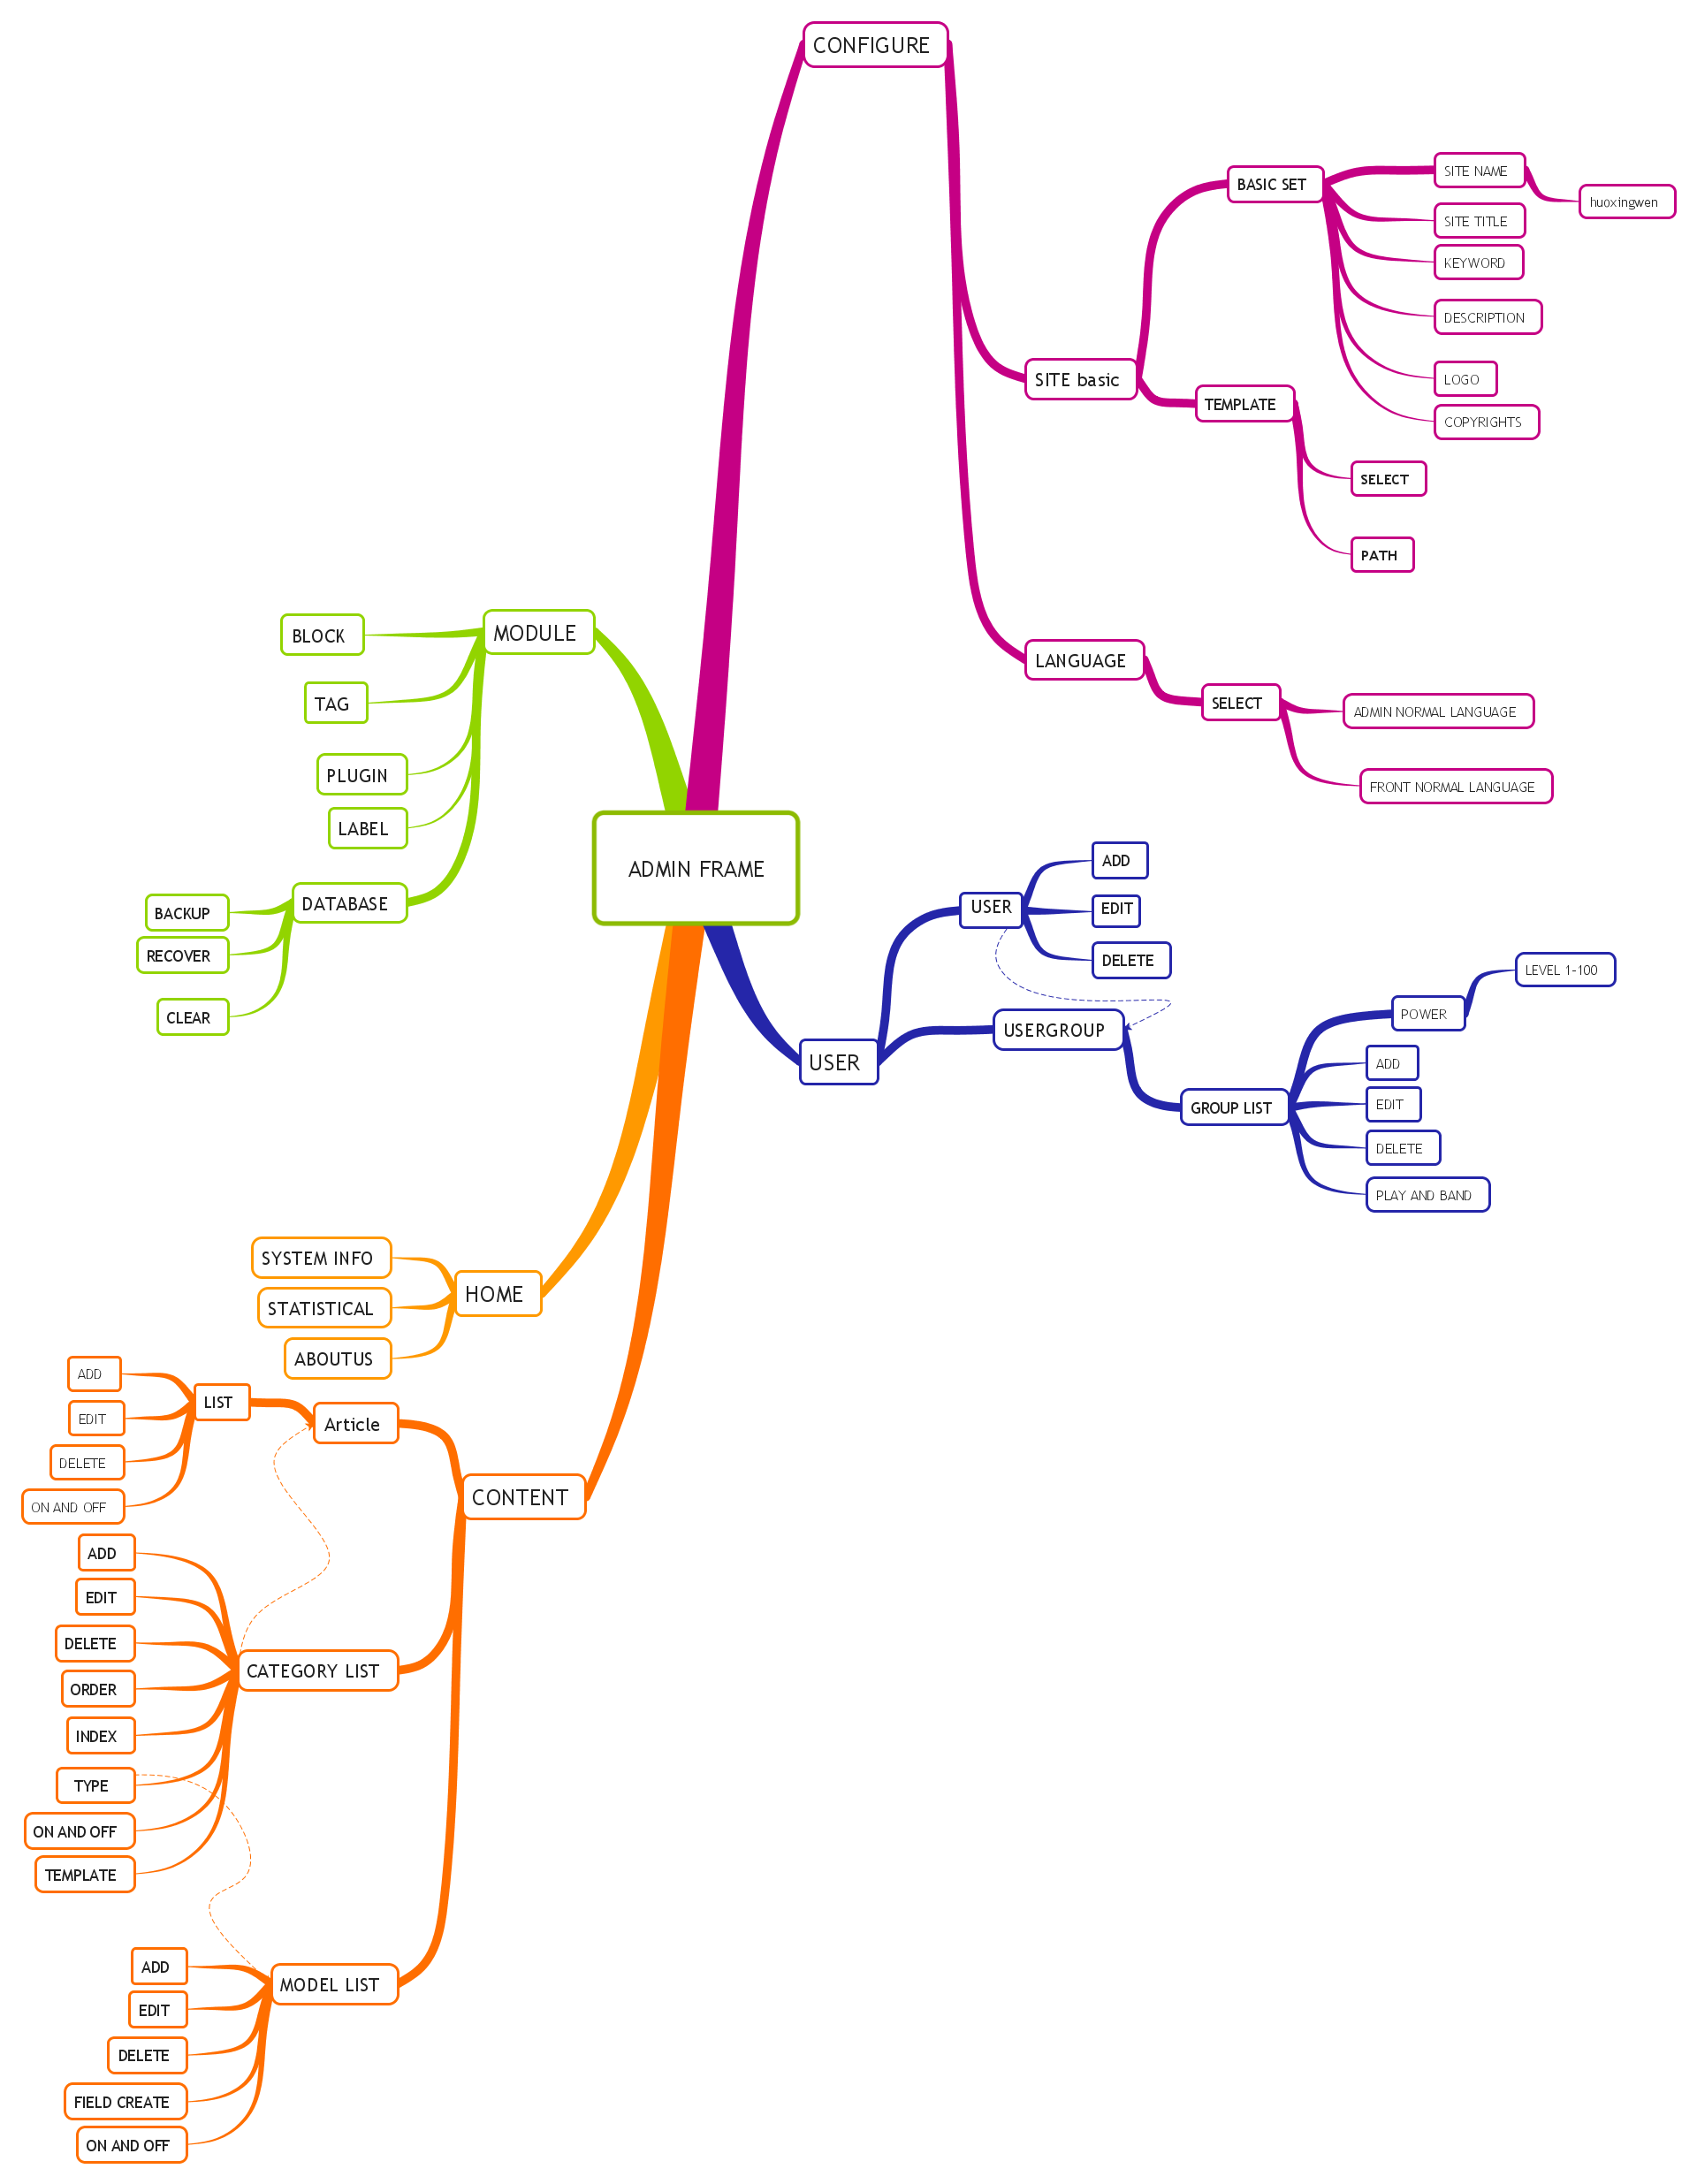 CONFIGURE
BASIC SET
SITE NAME
huoxingwen
SITE TITLE
KEYWORD
DESCRIPTION
LOGO
COPYRIGHTS
SITE basic
TEMPLATE
SELECT
PATH
LANGUAGE
SELECT
ADMIN NORMAL LANGUAGE
FRONT NORMAL LANGUAGE
MODULE
BLOCK
TAG
PLUGIN
LABEL
DATABASE
BACKUP
RECOVER
CLEAR
ADMIN FRAME
USER
USER
ADD
EDIT
DELETE
USERGROUP
GROUP LIST
POWER
LEVEL 1-100
ADD
EDIT
DELETE
PLAY AND BAND
HOME
SYSTEM INFO
STATISTICAL
ABOUTUS
CONTENT
Article
LIST
ADD
EDIT
DELETE
ON AND OFF
CATEGORY LIST
ADD
EDIT
DELETE
ORDER
INDEX
TYPE
ON AND OFF
TEMPLATE
MODEL LIST
ADD
EDIT
DELETE
FIELD CREATE
ON AND OFF